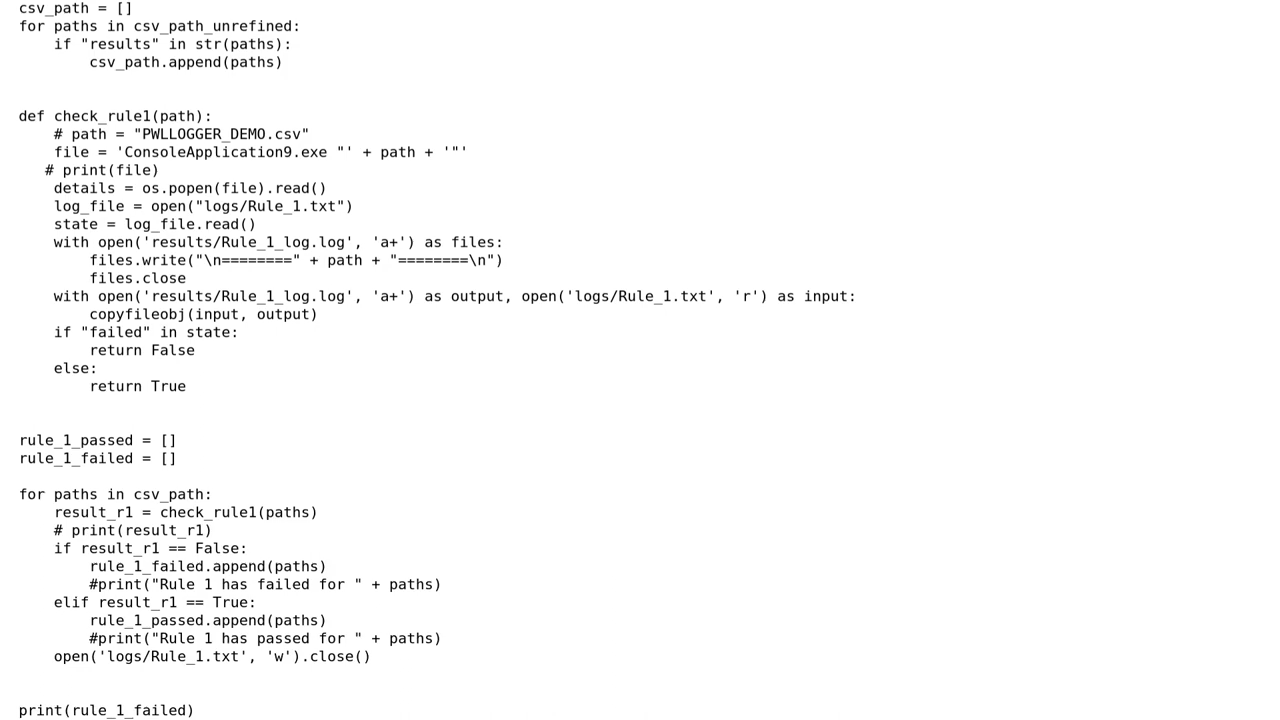 csv_path = []
for paths in csv_path_unrefined:
    if "results" in str(paths):
        csv_path.append(paths)


def check_rule1(path):
    # path = "PWLLOGGER_DEMO.csv"
    file = 'ConsoleApplication9.exe "' + path + '"'
   # print(file)
    details = os.popen(file).read()
    log_file = open("logs/Rule_1.txt")
    state = log_file.read()
    with open('results/Rule_1_log.log', 'a+') as files:
        files.write("\n========" + path + "========\n")
        files.close
    with open('results/Rule_1_log.log', 'a+') as output, open('logs/Rule_1.txt', 'r') as input:
        copyfileobj(input, output)
    if "failed" in state:
        return False
    else:
        return True


rule_1_passed = []
rule_1_failed = []

for paths in csv_path:
    result_r1 = check_rule1(paths)
    # print(result_r1)
    if result_r1 == False:
        rule_1_failed.append(paths)
        #print("Rule 1 has failed for " + paths)
    elif result_r1 == True:
        rule_1_passed.append(paths)
        #print("Rule 1 has passed for " + paths)
    open('logs/Rule_1.txt', 'w').close()


print(rule_1_failed)